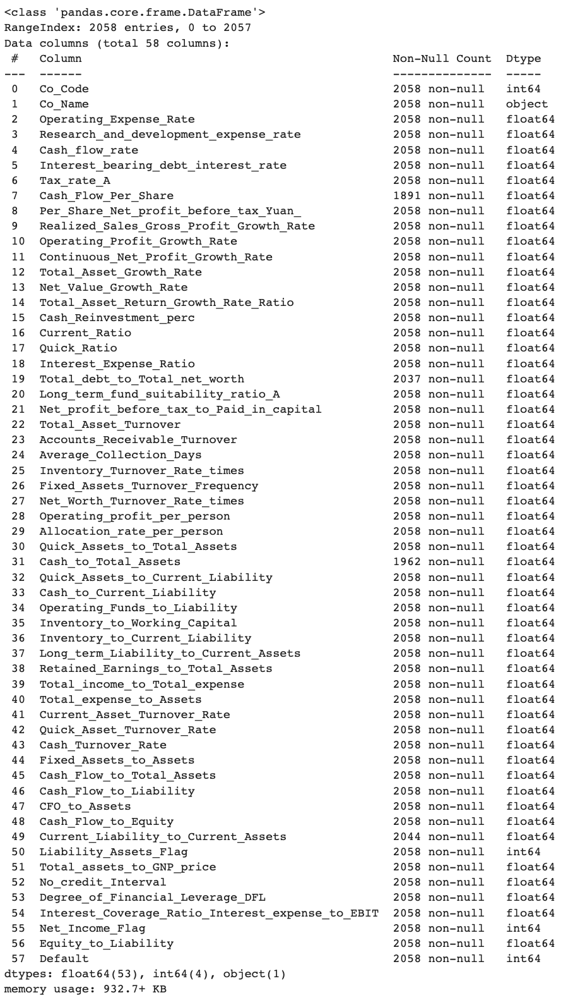 <class 'pandas.core.frame.DataFrame'>
RangeIndex: 2058 entries, 0 to 2057
Data columns (total 58 columns):
 #   Column                                         Non-Null Count  Dtype
---  ------                                         --------------  -----
 0   Co_Code                                        2058 non-null   int64
 1   Co_Name                                        2058 non-null   object
 2   Operating_Expense_Rate                         2058 non-null   float64
 3   Research_and_development_expense_rate          2058 non-null   float64
 4   Cash_flow_rate                                 2058 non-null   float64
 5   Interest_bearing_debt_interest_rate            2058 non-null   float64
 6   Tax_rate_A                                     2058 non-null   float64
 7   Cash_Flow_Per_Share                            1891 non-null   float64
 8   Per_Share_Net_profit_before_tax_Yuan_          2058 non-null   float64
 9   Realized_Sales_Gross_Profit_Growth_Rate        2058 non-null   float64
 10  Operating_Profit_Growth_Rate                   2058 non-null   float64
 11  Continuous_Net_Profit_Growth_Rate              2058 non-null   float64
 12  Total_Asset_Growth_Rate                        2058 non-null   float64
 13  Net_Value_Growth_Rate                          2058 non-null   float64
 14  Total_Asset_Return_Growth_Rate_Ratio           2058 non-null   float64
 15  Cash_Reinvestment_perc                         2058 non-null   float64
 16  Current_Ratio                                  2058 non-null   float64
 17  Quick_Ratio                                    2058 non-null   float64
 18  Interest_Expense_Ratio                         2058 non-null   float64
 19  Total_debt_to_Total_net_worth                  2037 non-null   float64
 20  Long_term_fund_suitability_ratio_A             2058 non-null   float64
 21  Net_profit_before_tax_to_Paid_in_capital       2058 non-null   float64
 22  Total_Asset_Turnover                           2058 non-null   float64
 23  Accounts_Receivable_Turnover                   2058 non-null   float64
 24  Average_Collection_Days                        2058 non-null   float64
 25  Inventory_Turnover_Rate_times                  2058 non-null   float64
 26  Fixed_Assets_Turnover_Frequency                2058 non-null   float64
 27  Net_Worth_Turnover_Rate_times                  2058 non-null   float64
 28  Operating_profit_per_person                    2058 non-null   float64
 29  Allocation_rate_per_person                     2058 non-null   float64
 30  Quick_Assets_to_Total_Assets                   2058 non-null   float64
 31  Cash_to_Total_Assets                           1962 non-null   float64
 32  Quick_Assets_to_Current_Liability              2058 non-null   float64
 33  Cash_to_Current_Liability                      2058 non-null   float64
 34  Operating_Funds_to_Liability                   2058 non-null   float64
 35  Inventory_to_Working_Capital                   2058 non-null   float64
 36  Inventory_to_Current_Liability                 2058 non-null   float64
 37  Long_term_Liability_to_Current_Assets          2058 non-null   float64
 38  Retained_Earnings_to_Total_Assets              2058 non-null   float64
 39  Total_income_to_Total_expense                  2058 non-null   float64
 40  Total_expense_to_Assets                        2058 non-null   float64
 41  Current_Asset_Turnover_Rate                    2058 non-null   float64
 42  Quick_Asset_Turnover_Rate                      2058 non-null   float64
 43  Cash_Turnover_Rate                             2058 non-null   float64
 44  Fixed_Assets_to_Assets                         2058 non-null   float64
 45  Cash_Flow_to_Total_Assets                      2058 non-null   float64
 46  Cash_Flow_to_Liability                         2058 non-null   float64
 47  CFO_to_Assets                                  2058 non-null   float64
 48  Cash_Flow_to_Equity                            2058 non-null   float64
 49  Current_Liability_to_Current_Assets            2044 non-null   float64
 50  Liability_Assets_Flag                          2058 non-null   int64
 51  Total_assets_to_GNP_price                      2058 non-null   float64
 52  No_credit_Interval                             2058 non-null   float64
 53  Degree_of_Financial_Leverage_DFL               2058 non-null   float64
 54  Interest_Coverage_Ratio_Interest_expense_to_EBIT  2058 non-null   float64
 55  Net_Income_Flag                                2058 non-null   int64
 56  Equity_to_Liability                            2058 non-null   float64
 57  Default                                        2058 non-null   int64
dtypes: float64(53), int64(4), object(1)
memory usage: 932.7+ KB